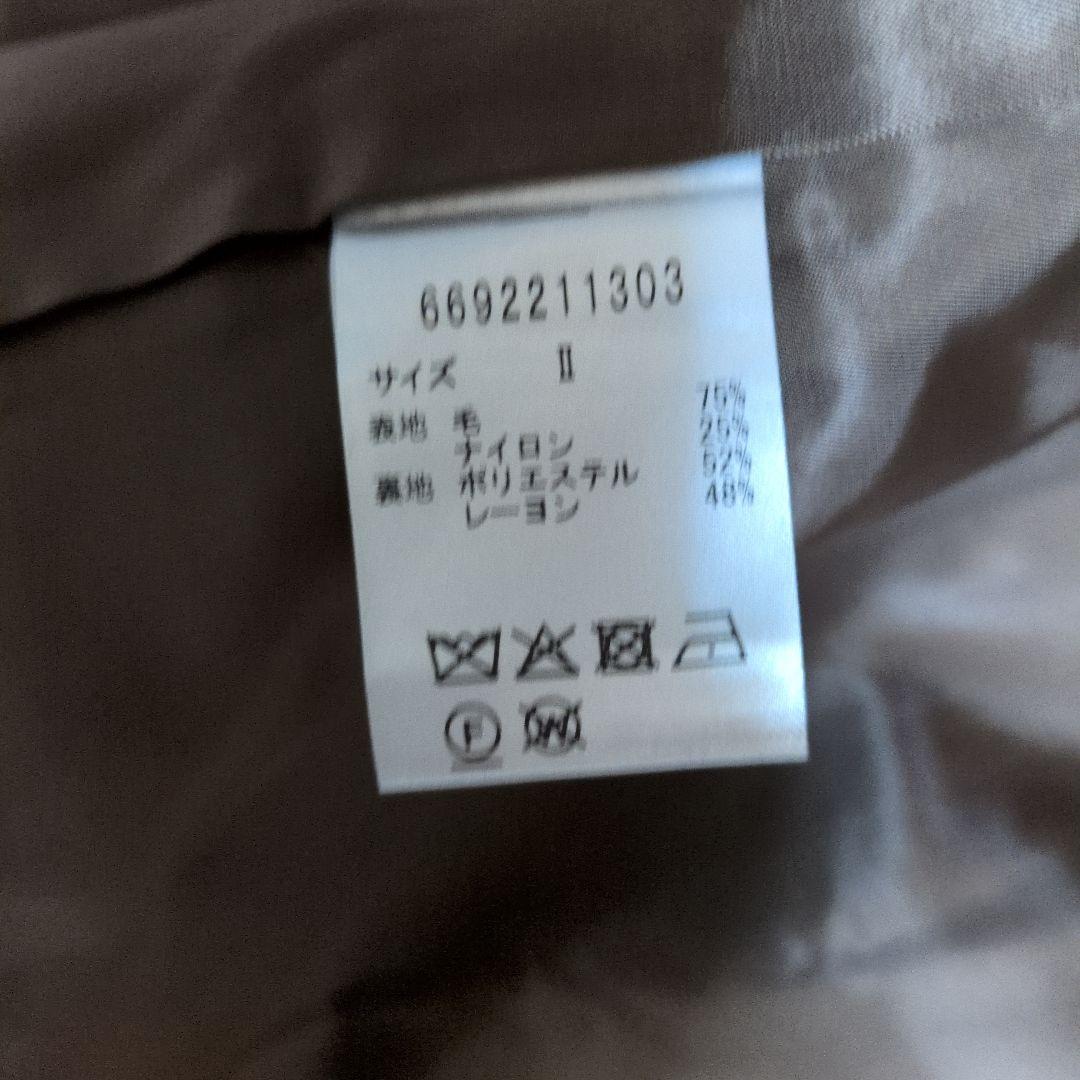 6692211303
サイズ Ⅱ
表地 毛 75%
ナイロン 25%
裏地 ポリエステル 52%
レーヨン 48%
F W